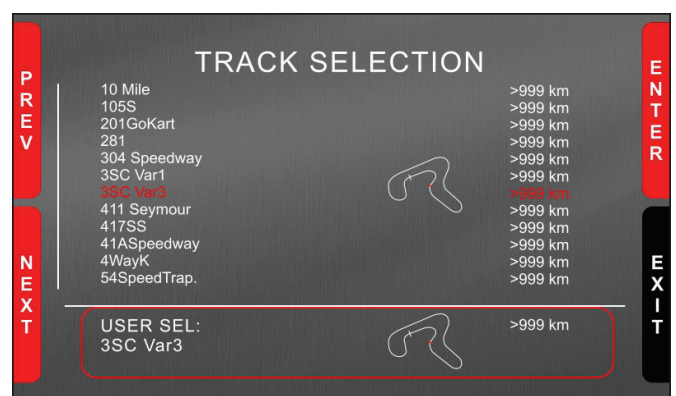 TRACK SELECTION
PREV
NEXT
10 Mile >999 km
105S >999 km
201GoKart >999 km
281 >999 km
304 Speedway >999 km
3SC Var1 >999 km
3SC Var3 >999 km
411 Seymour >999 km
417SS >999 km
41ASpeedway >999 km
4WayK >999 km
54SpeedTrap. >999 km
USER SEL: >999 km
3SC Var3
ENTER
EXIT